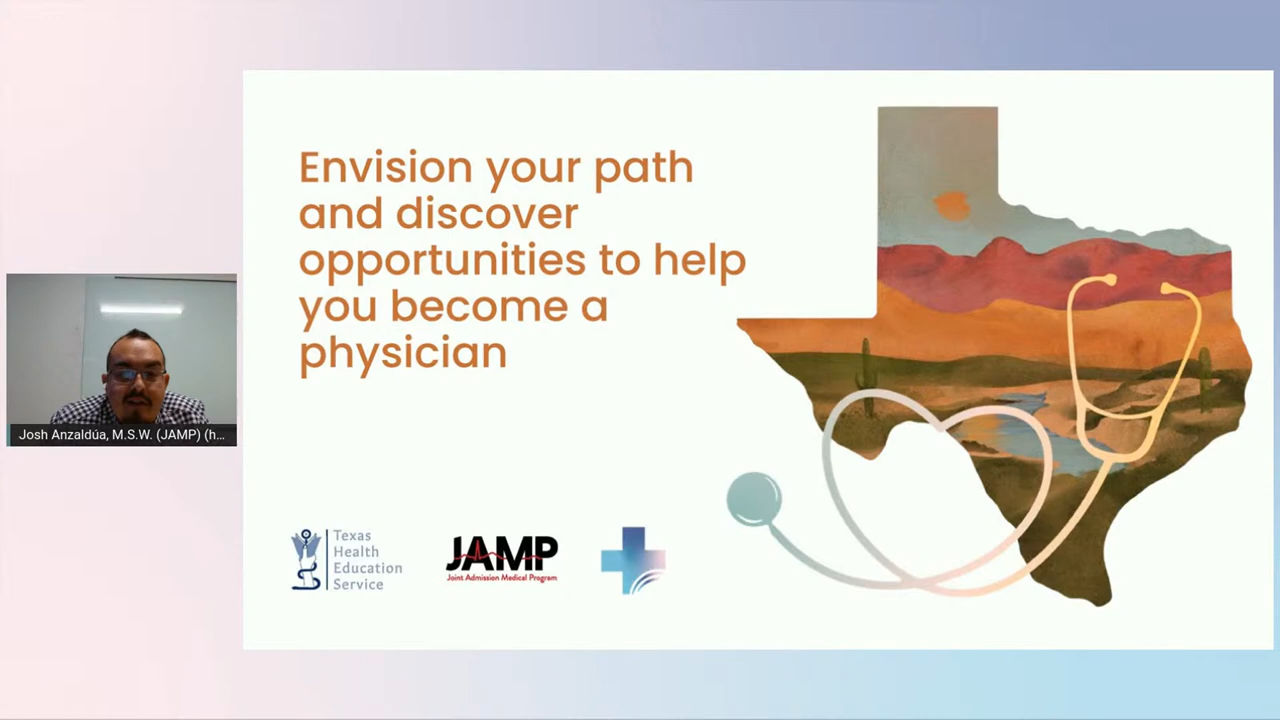 Envision your path
and discover
opportunities to help
you become a
physician
Josh Anzaldúa, M.S.W. (JAMP) (h...
Texas
Health
Education
Service
JAMP
Joint Admission Medical Program